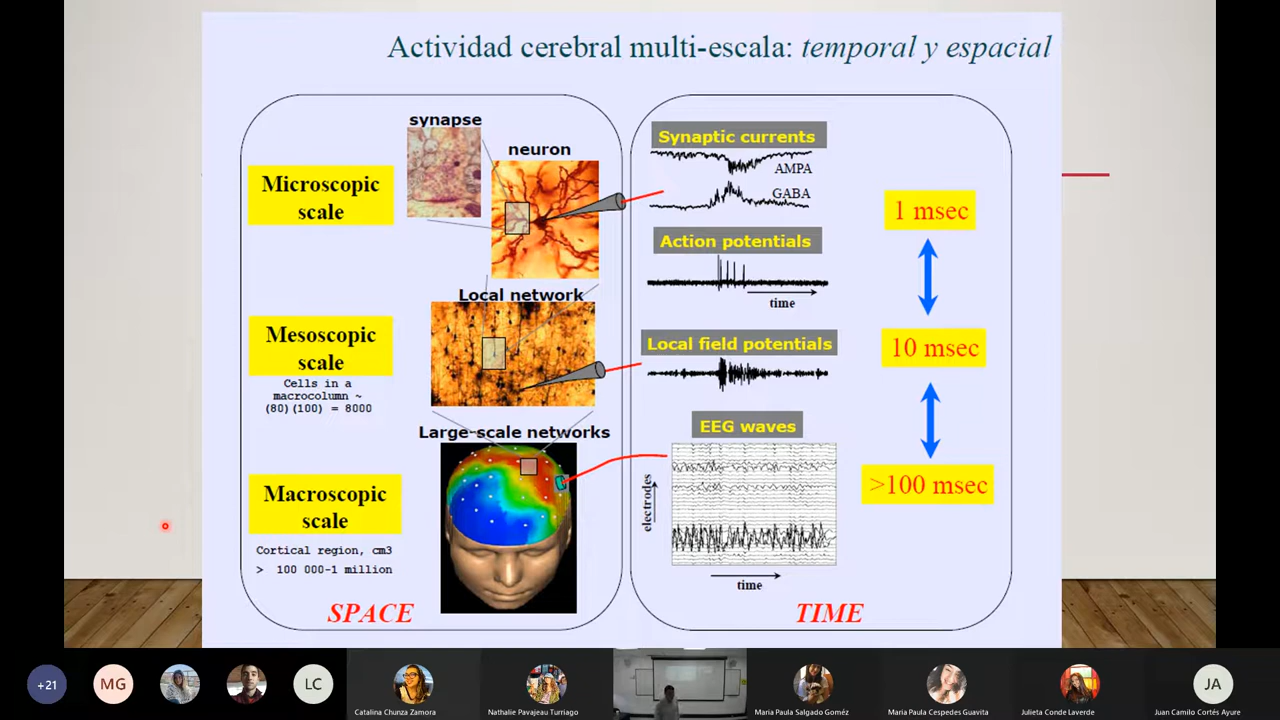 Actividad cerebral multi-escala: temporal y espacial
synapse
neuron
Microscopic
scale
Local network
Mesoscopic
scale
Cells in a
macrocolumn ~
(80)(100) = 8000
Large-scale networks
Macroscopic
scale
Cortical region, cm3
> 100 000-1 million
SPACE
Synaptic currents
AMPA
GABA
Action potentials
time
Local field potentials
EEG waves
electrodes
time
1 msec
10 msec
>100 msec
TIME
+21
MG
LC
Catalina Chunza Zamora
Nathalie Pavajeau Turriago
Maria Paula Salgado Goméz
Maria Paula Cespedes Guavita
Julieta Conde Laverde
JA
Juan Camilo Cortés Ayure